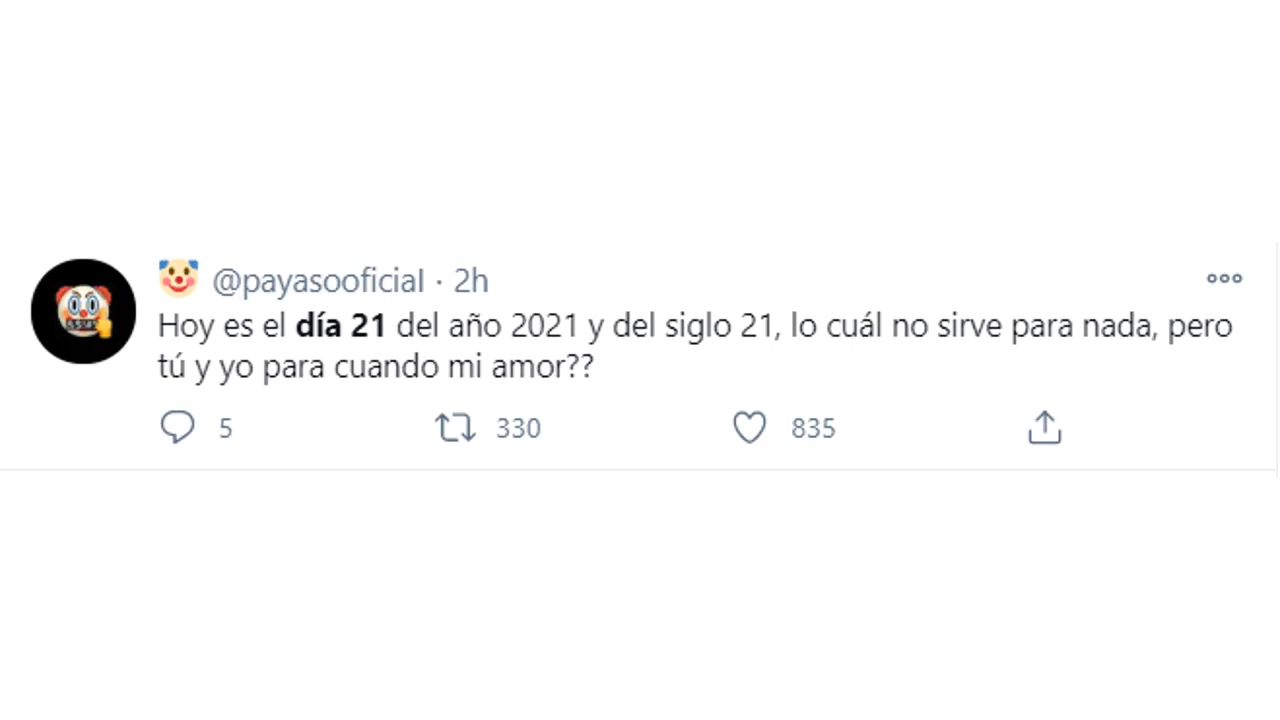 @payasooficial · 2h
Hoy es el día 21 del año 2021 y del siglo 21, lo cuál no sirve para nada, pero
tú y yo para cuando mi amor??
5 330 835